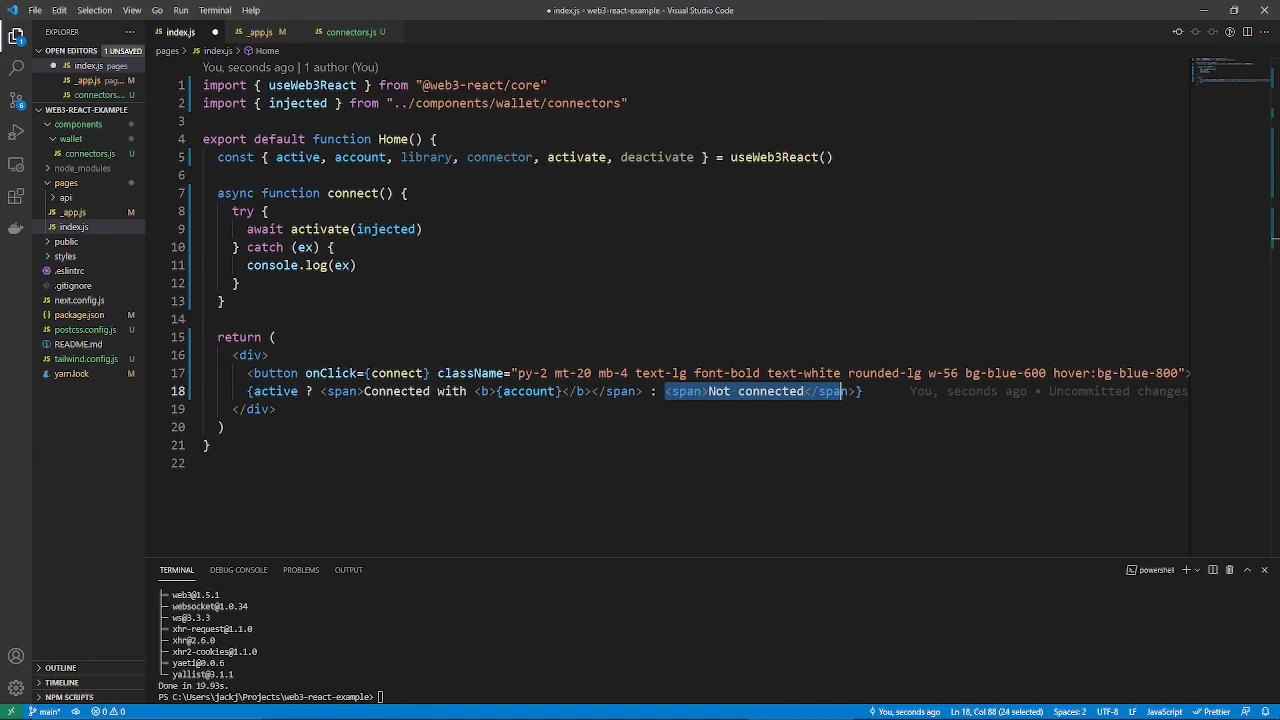 File Edit Selection View Go Run Terminal Help
● index.js - web3-react-example - Visual Studio Code
EXPLORER
OPEN EDITORS 1 UNSAVED
index.js pages
_app.js pag... M
connectors.... U
WEB3-REACT-EXAMPLE
components
wallet
connectors.js U
node_modules
pages
api
_app.js M
index.js
public
styles
.eslintrc
.gitignore
next.config.js
package.json M
postcss.config.js U
README.md
tailwind.config.js U
yarn.lock M
OUTLINE
TIMELINE
NPM SCRIPTS
index.js ● _app.js M connectors.js U
pages > index.js > Home
You, seconds ago | 1 author (You)
1 import { useWeb3React } from "@web3-react/core"
2 import { injected } from "../components/wallet/connectors"
3
4 export default function Home() {
5 const { active, account, library, connector, activate, deactivate } = useWeb3React()
6
7 async function connect() {
8 try {
9 await activate(injected)
10 } catch (ex) {
11 console.log(ex)
12 }
13 }
14
15 return (
16 <div>
17 <button onClick={connect} className="py-2 mt-20 mb-4 text-lg font-bold text-white rounded-lg w-56 bg-blue-600 hover:bg-blue-800">
18 {active ? <span>Connected with <b>{account}</b></span> : <span>Not connected</span>} You, seconds ago • Uncommitted changes
19 </div>
20 )
21 }
22
TERMINAL DEBUG CONSOLE PROBLEMS OUTPUT
powershell
├─ web3@1.5.1
├─ websocket@1.0.34
├─ ws@3.3.3
├─ xhr-request@1.1.0
├─ xhr@2.6.0
├─ xhr2-cookies@1.1.0
├─ yaeti@0.0.6
└─ yallist@3.1.1
Done in 19.93s.
PS C:\Users\jackj\Projects\web3-react-example>
main* 0 0 You, seconds ago Ln 18, Col 88 (24 selected) Spaces: 2 UTF-8 LF JavaScript Prettier